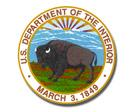 U.S. DEPARTMENT OF THE INTERIOR
MARCH 3, 1849